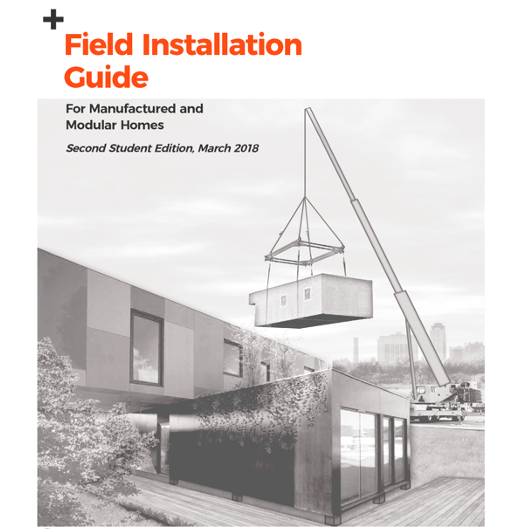 Field Installation
Guide
For Manufactured and
Modular Homes
Second Student Edition, March 2018